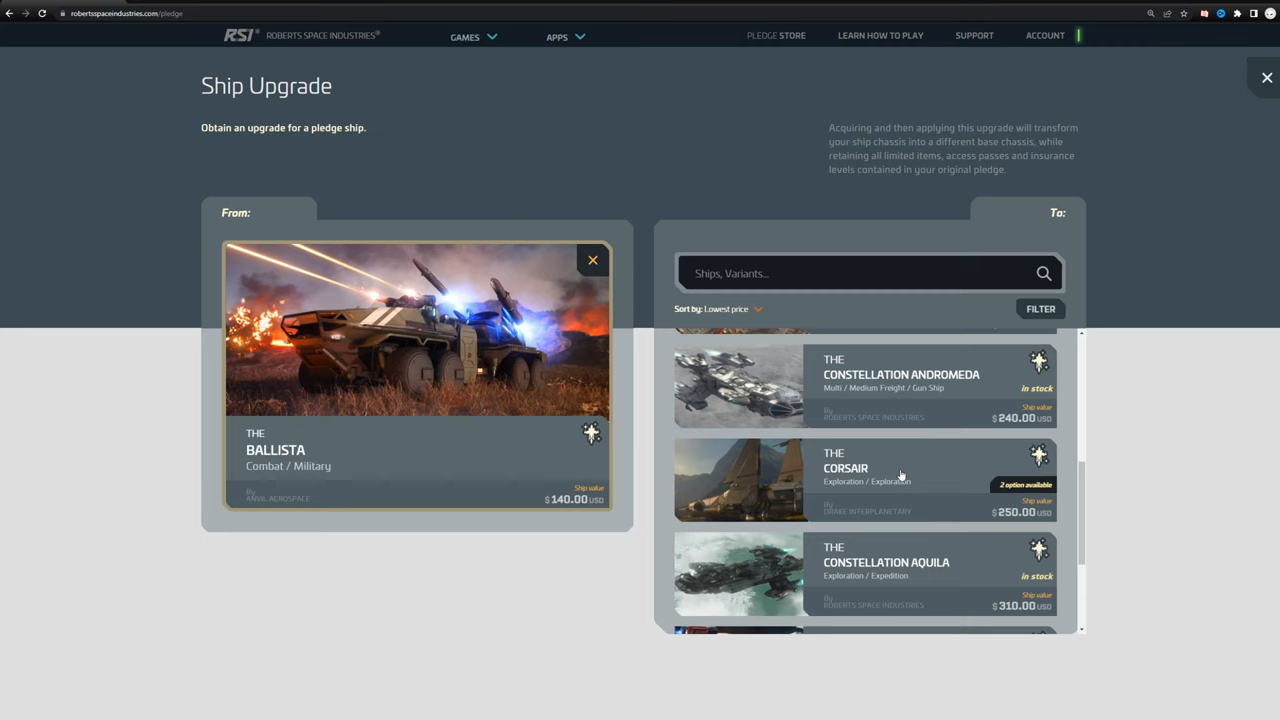 robertsspaceindustries.com/pledge
RSI ROBERTS SPACE INDUSTRIES®
GAMES
APPS
PLEDGE STORE
LEARN HOW TO PLAY
SUPPORT
ACCOUNT
Ship Upgrade
Obtain an upgrade for a pledge ship.
Acquiring and then applying this upgrade will transform
your ship chassis into a different base chassis, while
retaining all limited items, access passes and insurance
levels contained in your original pledge.
From:
THE
BALLISTA
Combat / Military
By
ANVIL AEROSPACE
Ship value
$ 140.00 USD
To:
Ships, Variants...
Sort by: Lowest price
FILTER
THE
CONSTELLATION ANDROMEDA
Multi / Medium Freight / Gun Ship
in stock
By
ROBERTS SPACE INDUSTRIES
Ship value
$ 240.00 USD
THE
CORSAIR
Exploration / Exploration
2 option available
By
DRAKE INTERPLANETARY
Ship value
$ 250.00 USD
THE
CONSTELLATION AQUILA
Exploration / Expedition
in stock
By
ROBERTS SPACE INDUSTRIES
Ship value
$ 310.00 USD